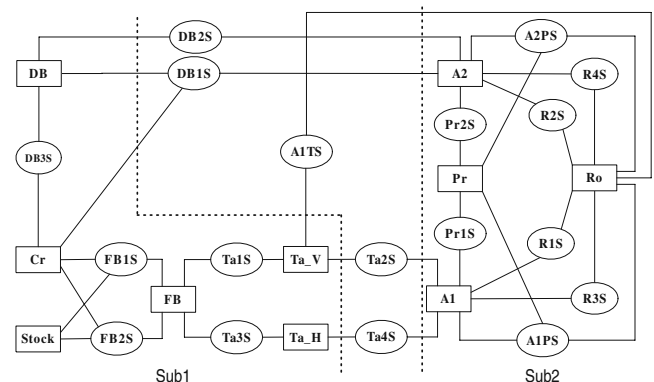 DB2S
A2PS
DB
DB1S
A2
R4S
R2S
Pr2S
DB3S
A1TS
Pr
Ro
Pr1S
R1S
Cr
FB1S
Ta1S
Ta_V
Ta2S
FB
A1
R3S
Stock
FB2S
Ta3S
Ta_H
Ta4S
A1PS
Sub1
Sub2